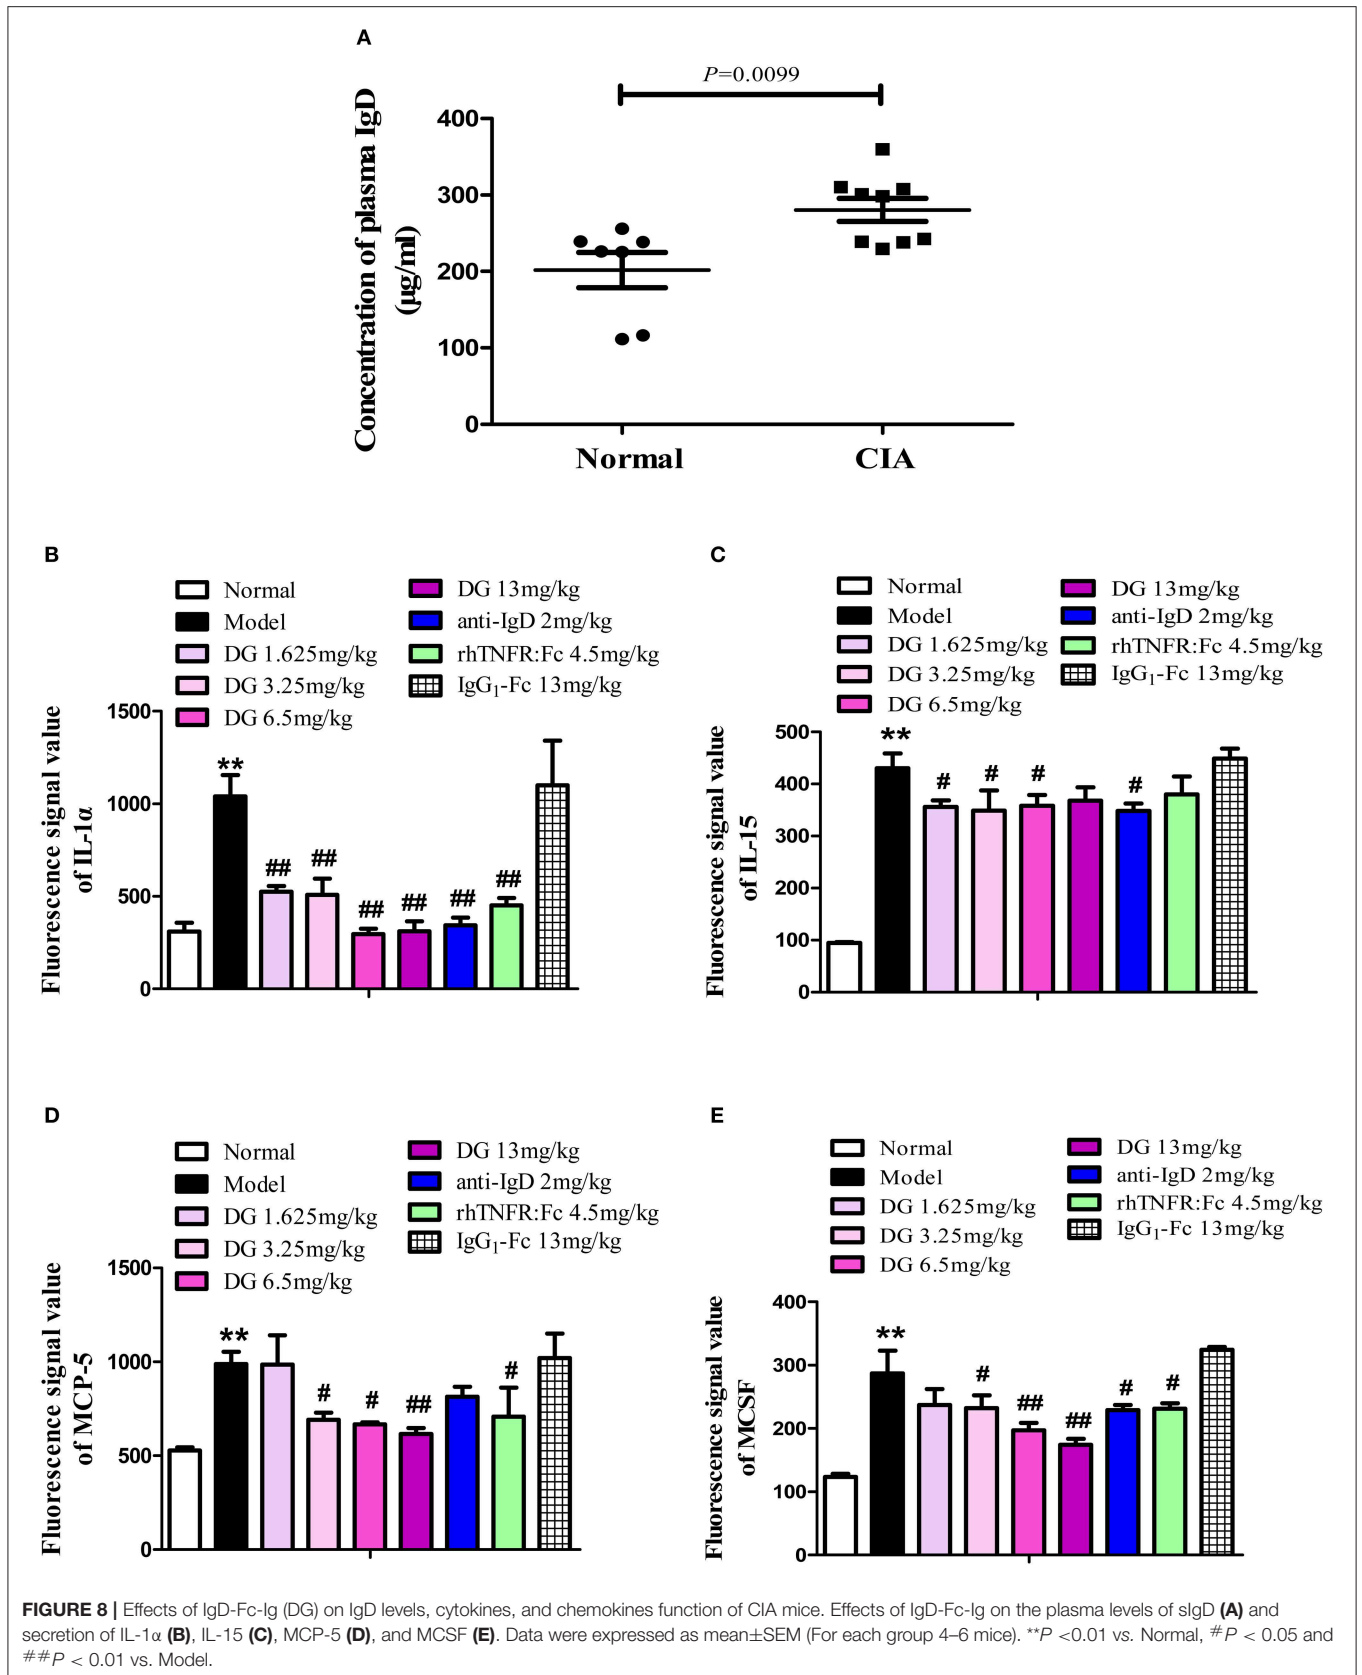 A
P=0.0099
Concentration of plasma IgD
(µg/ml)
400
300
200
100
0
Normal
CIA
B
Normal
Model
DG 1.625mg/kg
DG 3.25mg/kg
DG 6.5mg/kg
DG 13mg/kg
anti-IgD 2mg/kg
rhTNFR:Fc 4.5mg/kg
IgG₁-Fc 13mg/kg
Fluorescence signal value
of IL-1α
1500
1000
500
0
**
##
##
##
##
##
##
C
Normal
Model
DG 1.625mg/kg
DG 3.25mg/kg
DG 6.5mg/kg
DG 13mg/kg
anti-IgD 2mg/kg
rhTNFR:Fc 4.5mg/kg
IgG₁-Fc 13mg/kg
Fluorescence signal value
of IL-15
500
400
300
200
100
0
**
#
#
#
#
D
Normal
Model
DG 1.625mg/kg
DG 3.25mg/kg
DG 6.5mg/kg
DG 13mg/kg
anti-IgD 2mg/kg
rhTNFR:Fc 4.5mg/kg
IgG₁-Fc 13mg/kg
Fluorescence signal value
of MCP-5
1500
1000
500
0
**
#
#
##
#
E
Normal
Model
DG 1.625mg/kg
DG 3.25mg/kg
DG 6.5mg/kg
DG 13mg/kg
anti-IgD 2mg/kg
rhTNFR:Fc 4.5mg/kg
IgG₁-Fc 13mg/kg
Fluorescence signal value
of MCSF
400
300
200
100
0
**
#
##
##
#
#
FIGURE 8 | Effects of IgD-Fc-Ig (DG) on IgD levels, cytokines, and chemokines function of CIA mice. Effects of IgD-Fc-Ig on the plasma levels of sIgD (A) and
secretion of IL-1α (B), IL-15 (C), MCP-5 (D), and MCSF (E). Data were expressed as mean±SEM (For each group 4–6 mice). **P <0.01 vs. Normal, #P < 0.05 and
##P < 0.01 vs. Model.